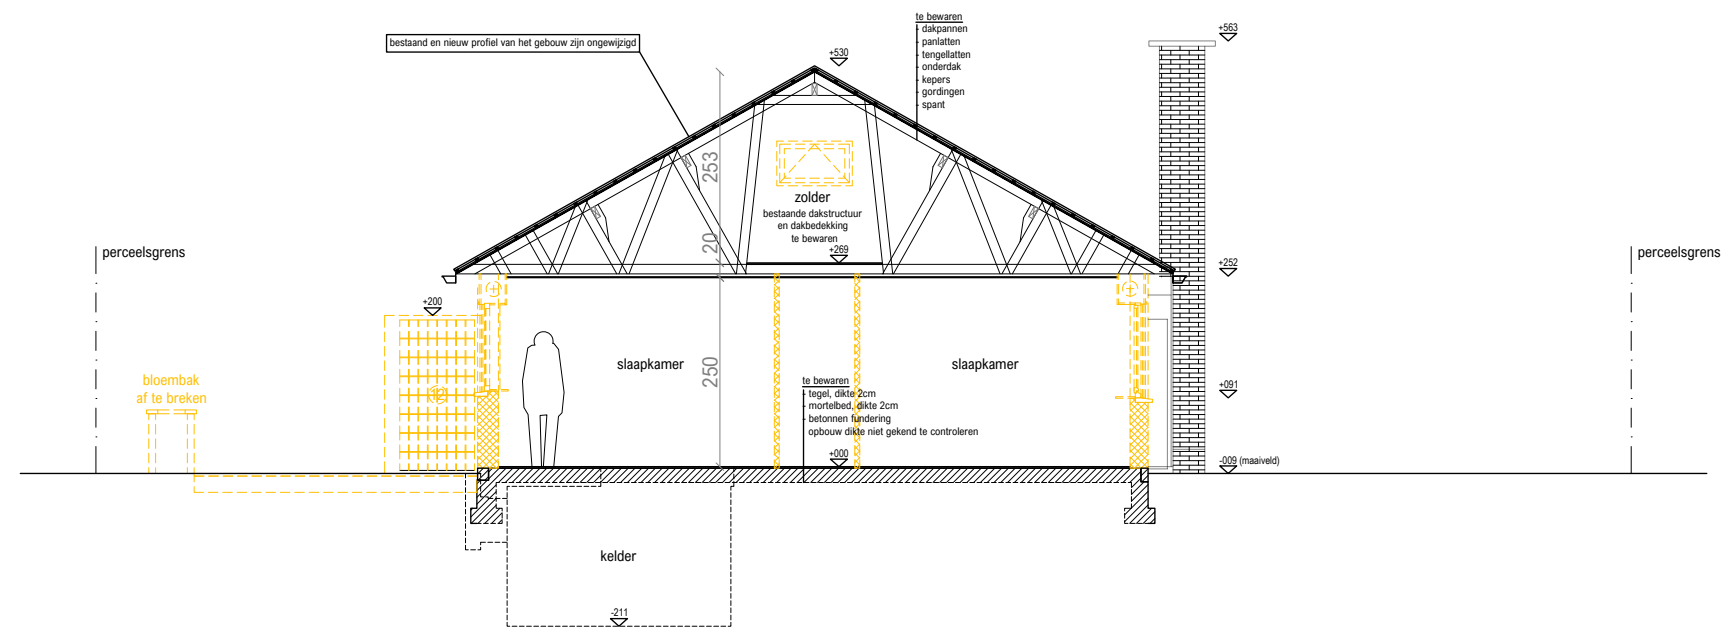 te bewaren
dakpannen
panlatten
tengellatten
onderdak
kepers
gordingen
spant
+563
bestaand en nieuw profiel van het gebouw zijn ongewijzigd
+530
253
zolder
bestaande dakstructuur
en dakbedekking
te bewaren
20
+269
perceelsgrens
perceelsgrens
+252
+200
slaapkamer
slaapkamer
250
bloembak
af te breken
12
te bewaren
- tegel, dikte 2cm
- mortelbed, dikte 2cm
- betonnen fundering
opbouw dikte niet gekend te controleren
+091
+000
-009 (maaiveld)
kelder
-211